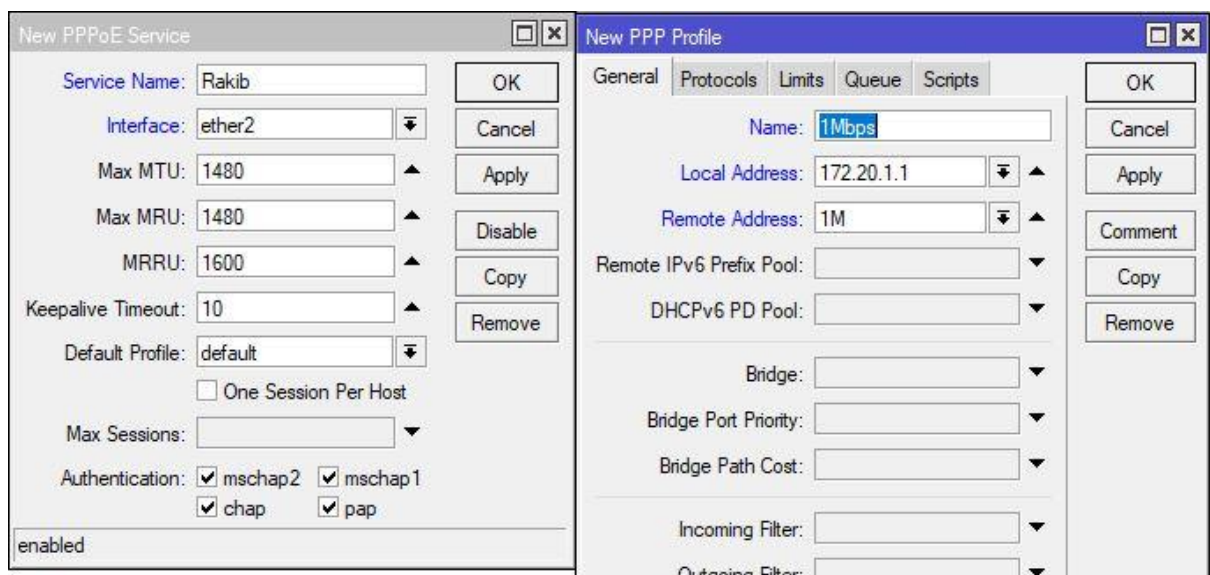 New PPPoE Service
Service Name: Rakib
Interface: ether2
Max MTU: 1480
Max MRU: 1480
MRRU: 1600
Keepalive Timeout: 10
Default Profile: default
One Session Per Host
Max Sessions:
Authentication: mschap2 mschap1
chap pap
enabled
OK
Cancel
Apply
Disable
Copy
Remove
New PPP Profile
General Protocols Limits Queue Scripts
Name: 1Mbps
Local Address: 172.20.1.1
Remote Address: 1M
Remote IPv6 Prefix Pool:
DHCPv6 PD Pool:
Bridge:
Bridge Port Priority:
Bridge Path Cost:
Incoming Filter:
Outgoing Filter:
OK
Cancel
Apply
Comment
Copy
Remove